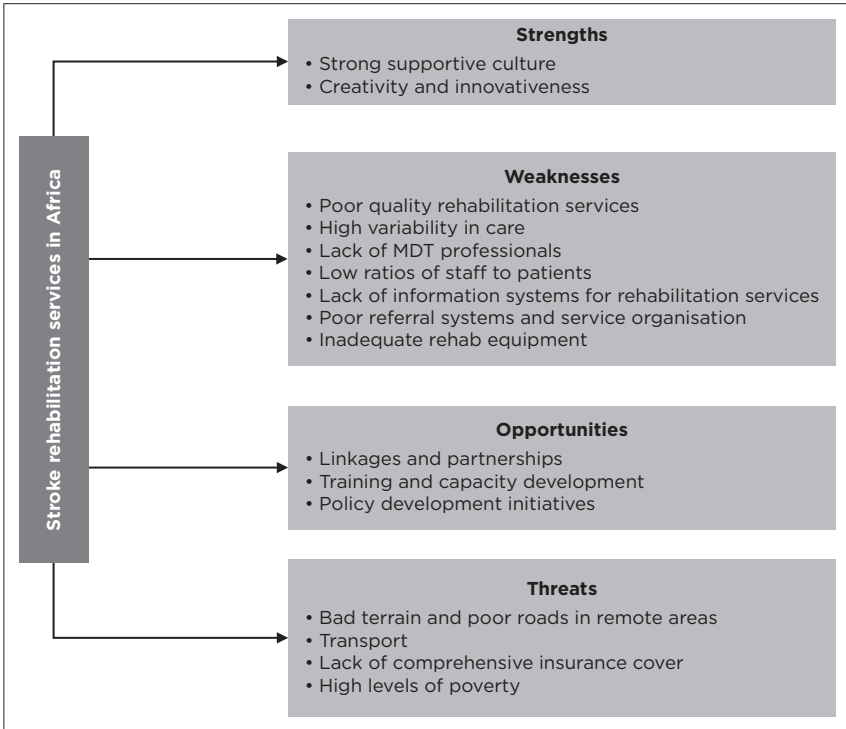 Stroke rehabilitation services in Africa
Strengths
• Strong supportive culture
• Creativity and innovativeness
Weaknesses
• Poor quality rehabilitation services
• High variability in care
• Lack of MDT professionals
• Low ratios of staff to patients
• Lack of information systems for rehabilitation services
• Poor referral systems and service organisation
• Inadequate rehab equipment
Opportunities
• Linkages and partnerships
• Training and capacity development
• Policy development initiatives
Threats
• Bad terrain and poor roads in remote areas
• Transport
• Lack of comprehensive insurance cover
• High levels of poverty